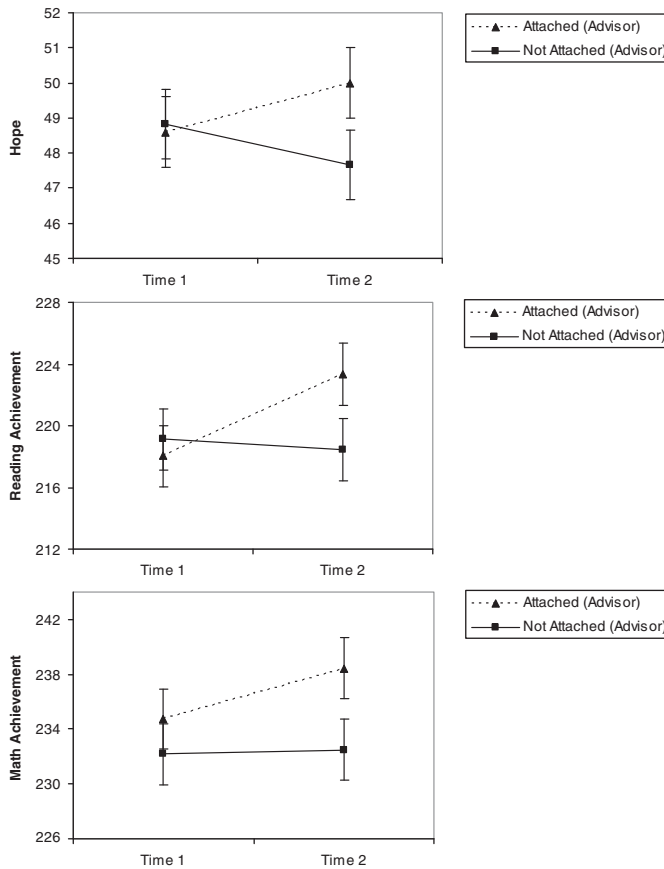 52
51
50
49
48
47
46
45
Hope
Time 1 Time 2
Attached (Advisor)
Not Attached (Advisor)
228
224
220
216
212
Reading Achievement
Time 1 Time 2
Attached (Advisor)
Not Attached (Advisor)
242
238
234
230
226
Math Achievement
Time 1 Time 2
Attached (Advisor)
Not Attached (Advisor)